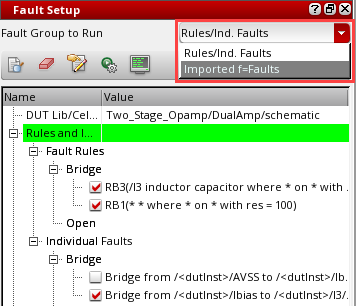 Fault Setup
Fault Group to Run
Rules/Ind. Faults
Rules/Ind. Faults
Imported f=Faults
Name Value
DUT Lib/Cel... Two_Stage_Opamp/DualAmp/schematic
Rules and I...
Fault Rules
Bridge
RB3(/I3 inductor capacitor where * on * with .
RB1(* * where * on * with res = 100)
Open
Individual Faults
Bridge
Bridge from /<dutInst>/AVSS to /<dutInst>/Ib.
Bridge from /<dutInst>/Ibias to /<dutInst>/I3/